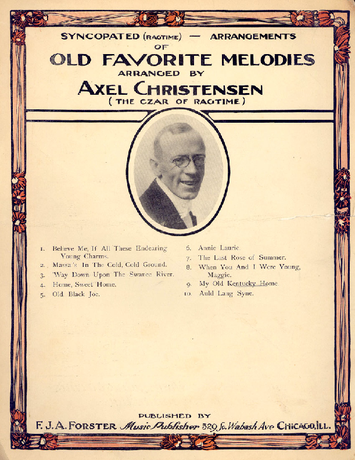 SYNCOPATED (RAGTIME) — ARRANGEMENTS
OF
OLD FAVORITE MELODIES
ARRANGED BY
AXEL CHRISTENSEN
(THE CZAR OF RAGTIME)
1. Believe Me, If All These Endearing
Young Charms.
2. Massa's In The Cold, Cold Ground.
3. 'Way Down Upon The Swanee River.
4. Home, Sweet Home.
5. Old Black Joe.
6. Annie Laurie
7. The Last Rose of Summer.
8. When You And I Were Young,
Maggie.
9. My Old Kentucky Home
10. Auld Lang Syne.
PUBLISHED BY
F.J.A. FORSTER Music Publisher 329 So. Wabash Ave CHICAGO, ILL.